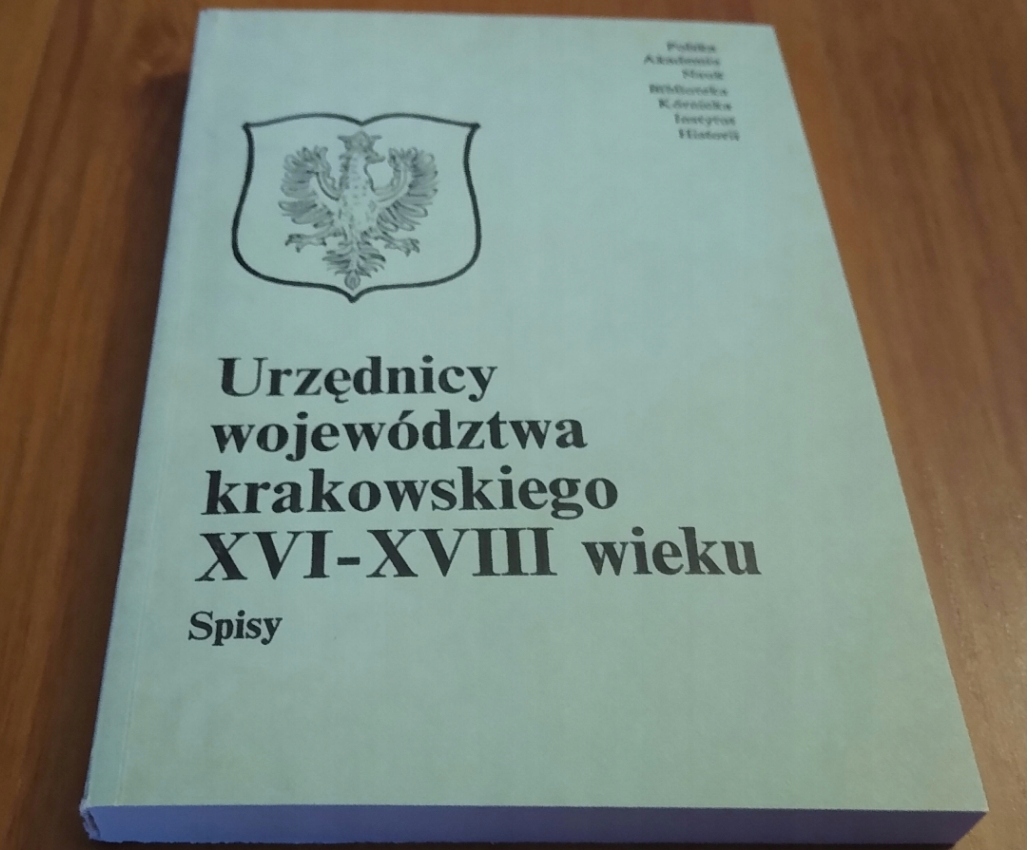 Polska
Akademia
Nauk
Biblioteka
Kórnicka
Instytut
Historii
Urzędnicy
województwa
krakowskiego
XVI-XVIII wieku
Spisy